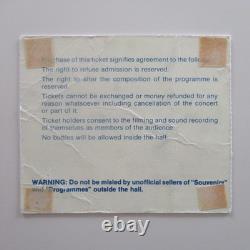 Purchase of this ticket signifies agreement to the following:
The right to refuse admission is reserved.
The right to alter the composition of the programme is
reserved.
Tickets cannot be exchanged or money refunded for any
reason whatsoever including cancellation of the concert
or part of it.
Ticket holders consent to the filming and sound recording
of themselves as members of the audience
No bottles will be allowed inside the hall.
WARNING: Do not be misled by unofficial sellers of "Souvenirs"
and "Programmes" outside the hall.